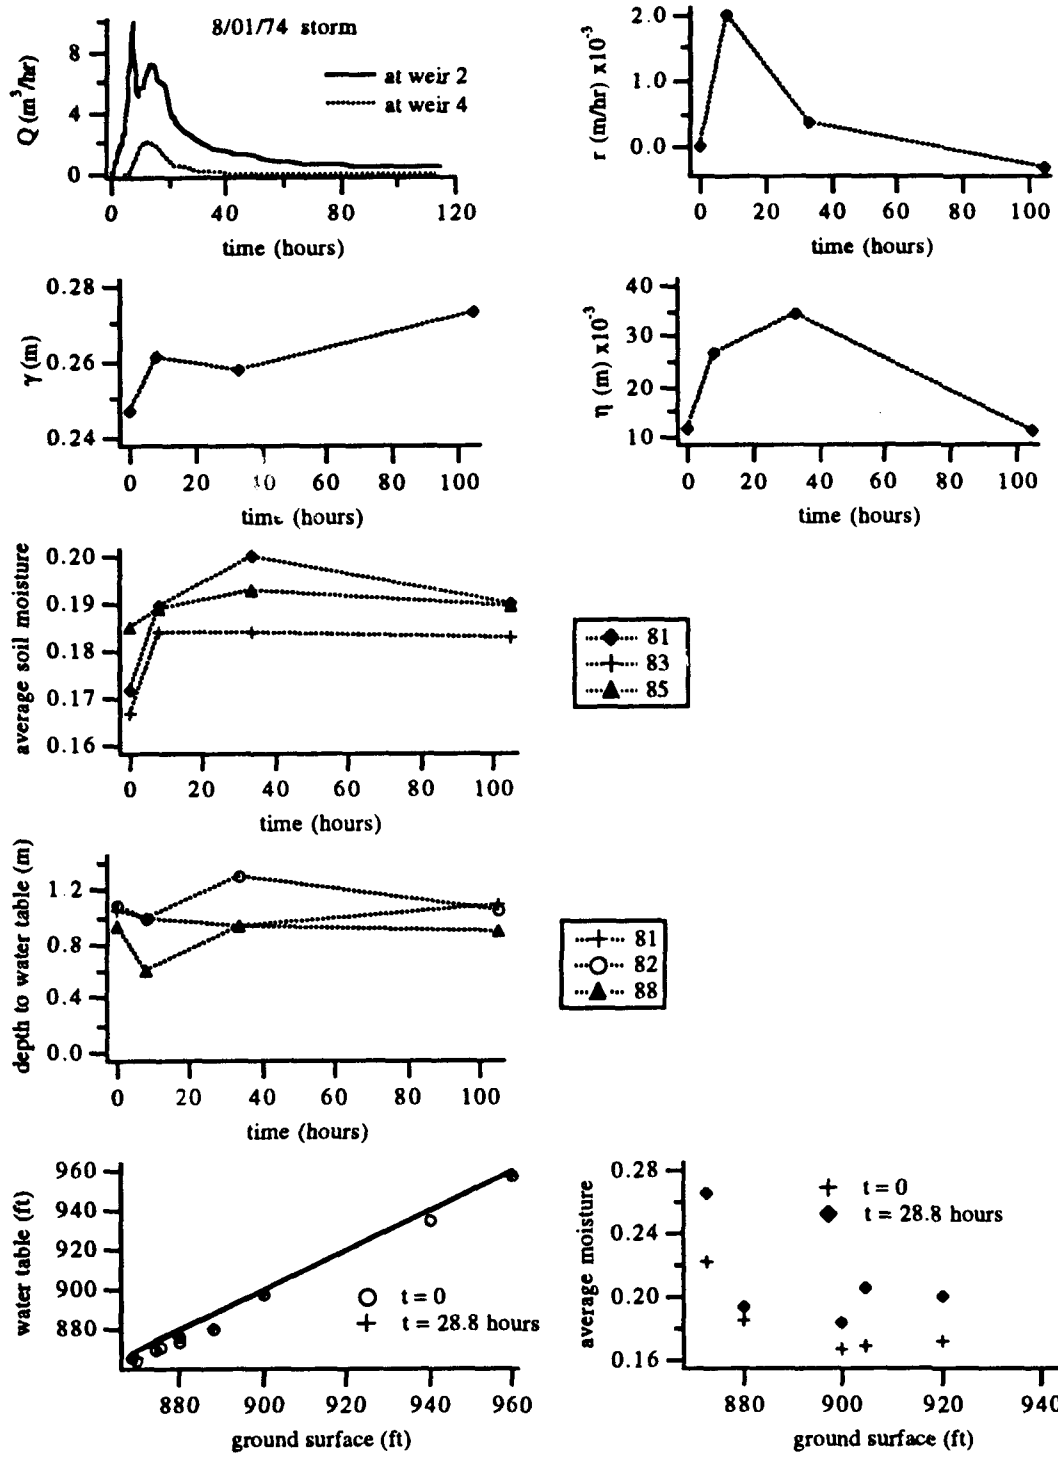 8/01/74 storm
Q (m³/hr)
8
4
0
at weir 2
at weir 4
0 40 80 120
time (hours)
r (m/hr) x10⁻³
2.0
1.0
0.0
0 20 40 60 80 100
time (hours)
γ (m)
0.28
0.26
0.24
0 20 40 60 80 100
time (hours)
η (m) x10⁻³
40
30
20
10
0 20 40 60 80 100
time (hours)
average soil moisture
0.20
0.19
0.18
0.17
0.16
0 20 40 60 80 100
time (hours)
81
83
85
depth to water table (m)
1.2
0.8
0.4
0.0
0 20 40 60 80 100
time (hours)
81
82
88
water table (ft)
960
940
920
900
880
t = 0
t = 28.8 hours
880 900 920 940 960
ground surface (ft)
average moisture
0.28
0.24
0.20
0.16
t = 0
t = 28.8 hours
880 900 920 940
ground surface (ft)